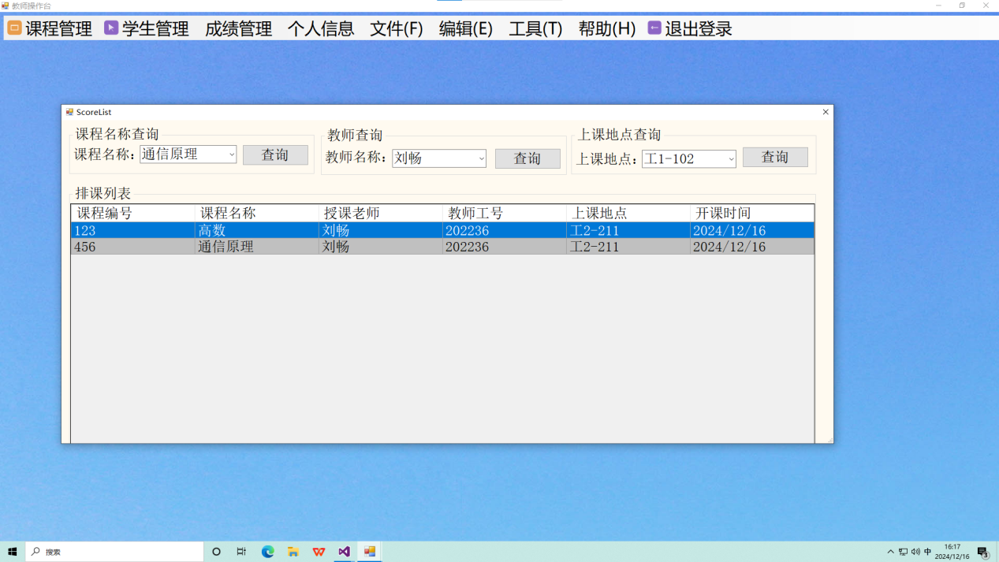 教师操作台
课程管理 学生管理 成绩管理 个人信息 文件(F) 编辑(E) 工具(T) 帮助(H) 退出登录
ScoreList
课程名称查询 教师查询 上课地点查询
课程名称: 通信原理 查询 教师名称: 刘畅 查询 上课地点: 工1-102 查询
排课列表
课程编号 课程名称 授课老师 教师工号 上课地点 开课时间
123 高数 刘畅 202236 工2-211 2024/12/16
456 通信原理 刘畅 202236 工2-211 2024/12/16
搜索 中 16:17
2024/12/16 3